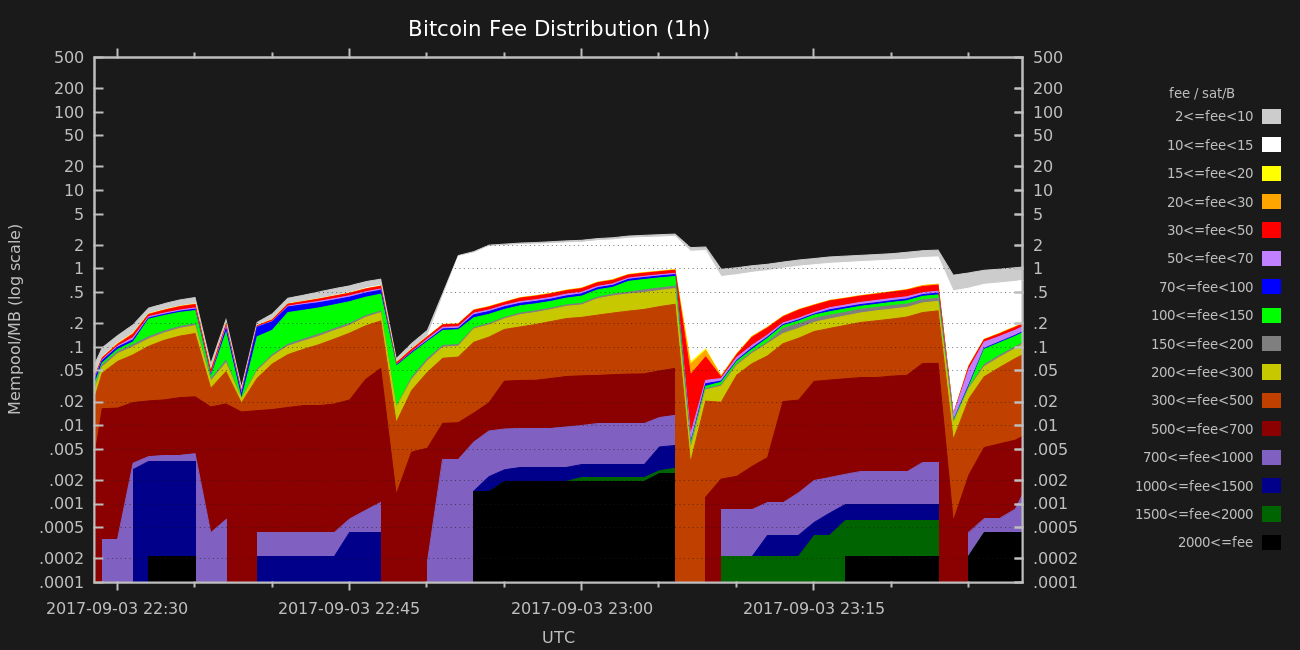 Bitcoin Fee Distribution (1h)
Mempool/MB (log scale)
500
200
100
50
20
10
5
2
1
.5
.2
.1
.05
.02
.01
.005
.002
.001
.0005
.0002
.0001
500
200
100
50
20
10
5
2
1
.5
.2
.1
.05
.02
.01
.005
.002
.001
.0005
.0002
.0001
2017-09-03 22:30
2017-09-03 22:45
2017-09-03 23:00
2017-09-03 23:15
UTC
fee / sat/B
2<=fee<10
10<=fee<15
15<=fee<20
20<=fee<30
30<=fee<50
50<=fee<70
70<=fee<100
100<=fee<150
150<=fee<200
200<=fee<300
300<=fee<500
500<=fee<700
700<=fee<1000
1000<=fee<1500
1500<=fee<2000
2000<=fee